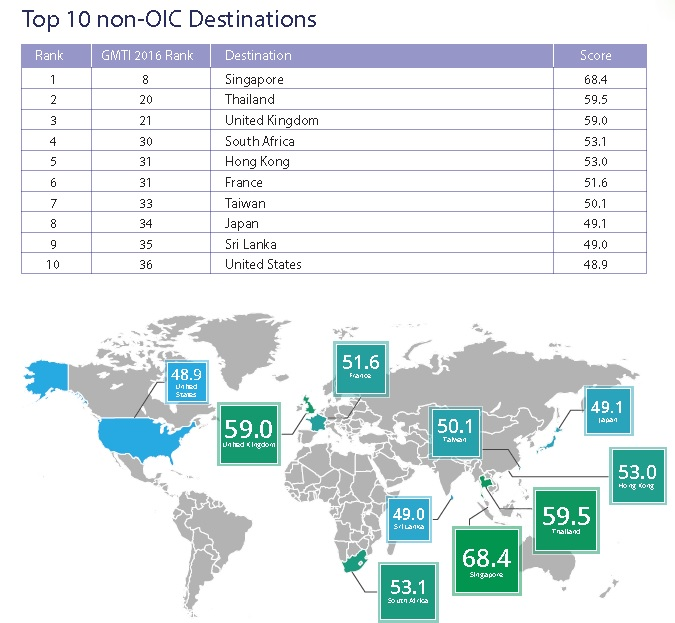 Top 10 non-OIC Destinations
Rank GMTI 2016 Rank Destination Score
1 8 Singapore 68.4
2 20 Thailand 59.5
3 21 United Kingdom 59.0
4 30 South Africa 53.1
5 31 Hong Kong 53.0
6 31 France 51.6
7 33 Taiwan 50.1
8 34 Japan 49.1
9 35 Sri Lanka 49.0
10 36 United States 48.9
51.6
France
48.9
United
States
49.1
Japan
59.0
United Kingdom
50.1
Taiwan
53.0
Hong Kong
49.0
Sri Lanka
59.5
Thailand
68.4
Singapore
53.1
South Africa